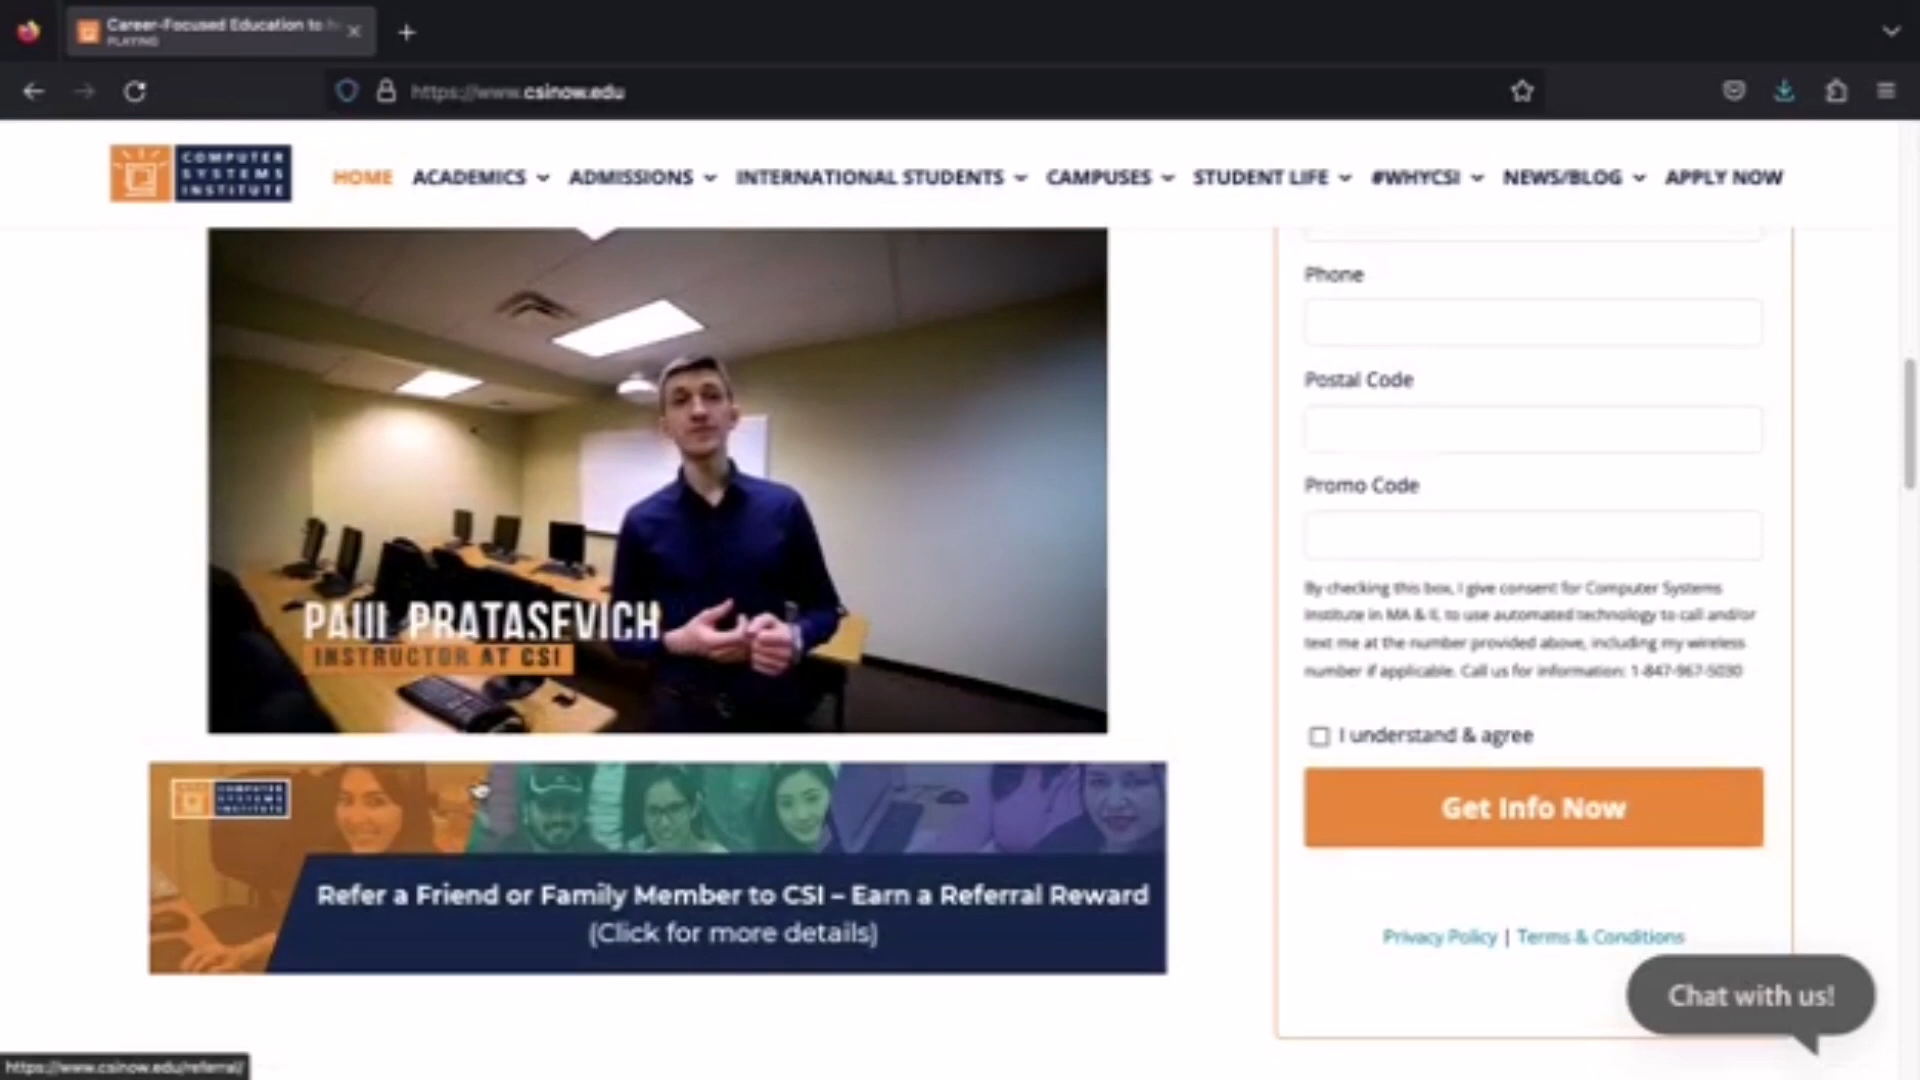 Career-Focused Education to h
PLAYING
https://www.csinow.edu
COMPUTER
SYSTEMS
INSTITUTE
HOME ACADEMICS ADMISSIONS INTERNATIONAL STUDENTS CAMPUSES STUDENT LIFE #WHYCSI NEWS/BLOG APPLY NOW
PAUL PRATASEVICH
INSTRUCTOR AT CSI
COMPUTER
SYSTEMS
INSTITUTE
Refer a Friend or Family Member to CSI – Earn a Referral Reward
(Click for more details)
Phone
Postal Code
Promo Code
By checking this box, I give consent for Computer Systems
Institute in MA & IL to use automated technology to call and/or
text me at the number provided above, including my wireless
number if applicable. Call us for information: 1-847-967-5030
I understand & agree
Get Info Now
Privacy Policy | Terms & Conditions
Chat with us!
https://www.csinow.edu/referral/